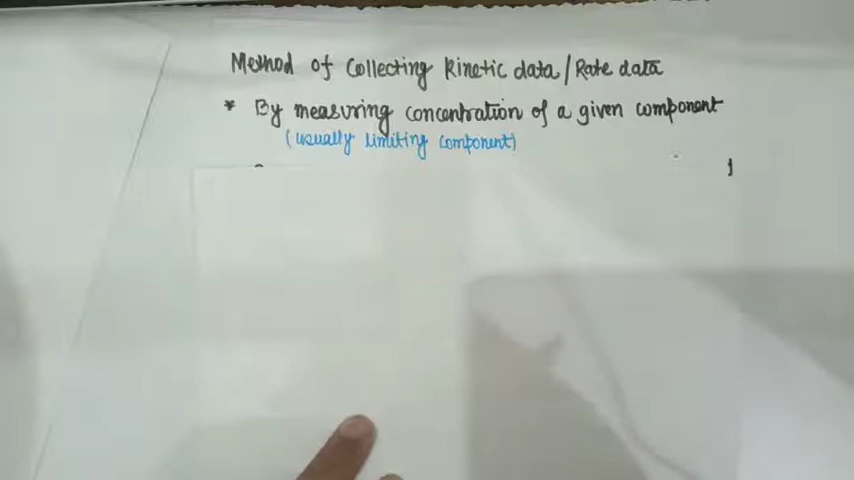 Method of Collecting Kinetic data / Rate data
* By measuring concentration of a given component
(usually limiting component)